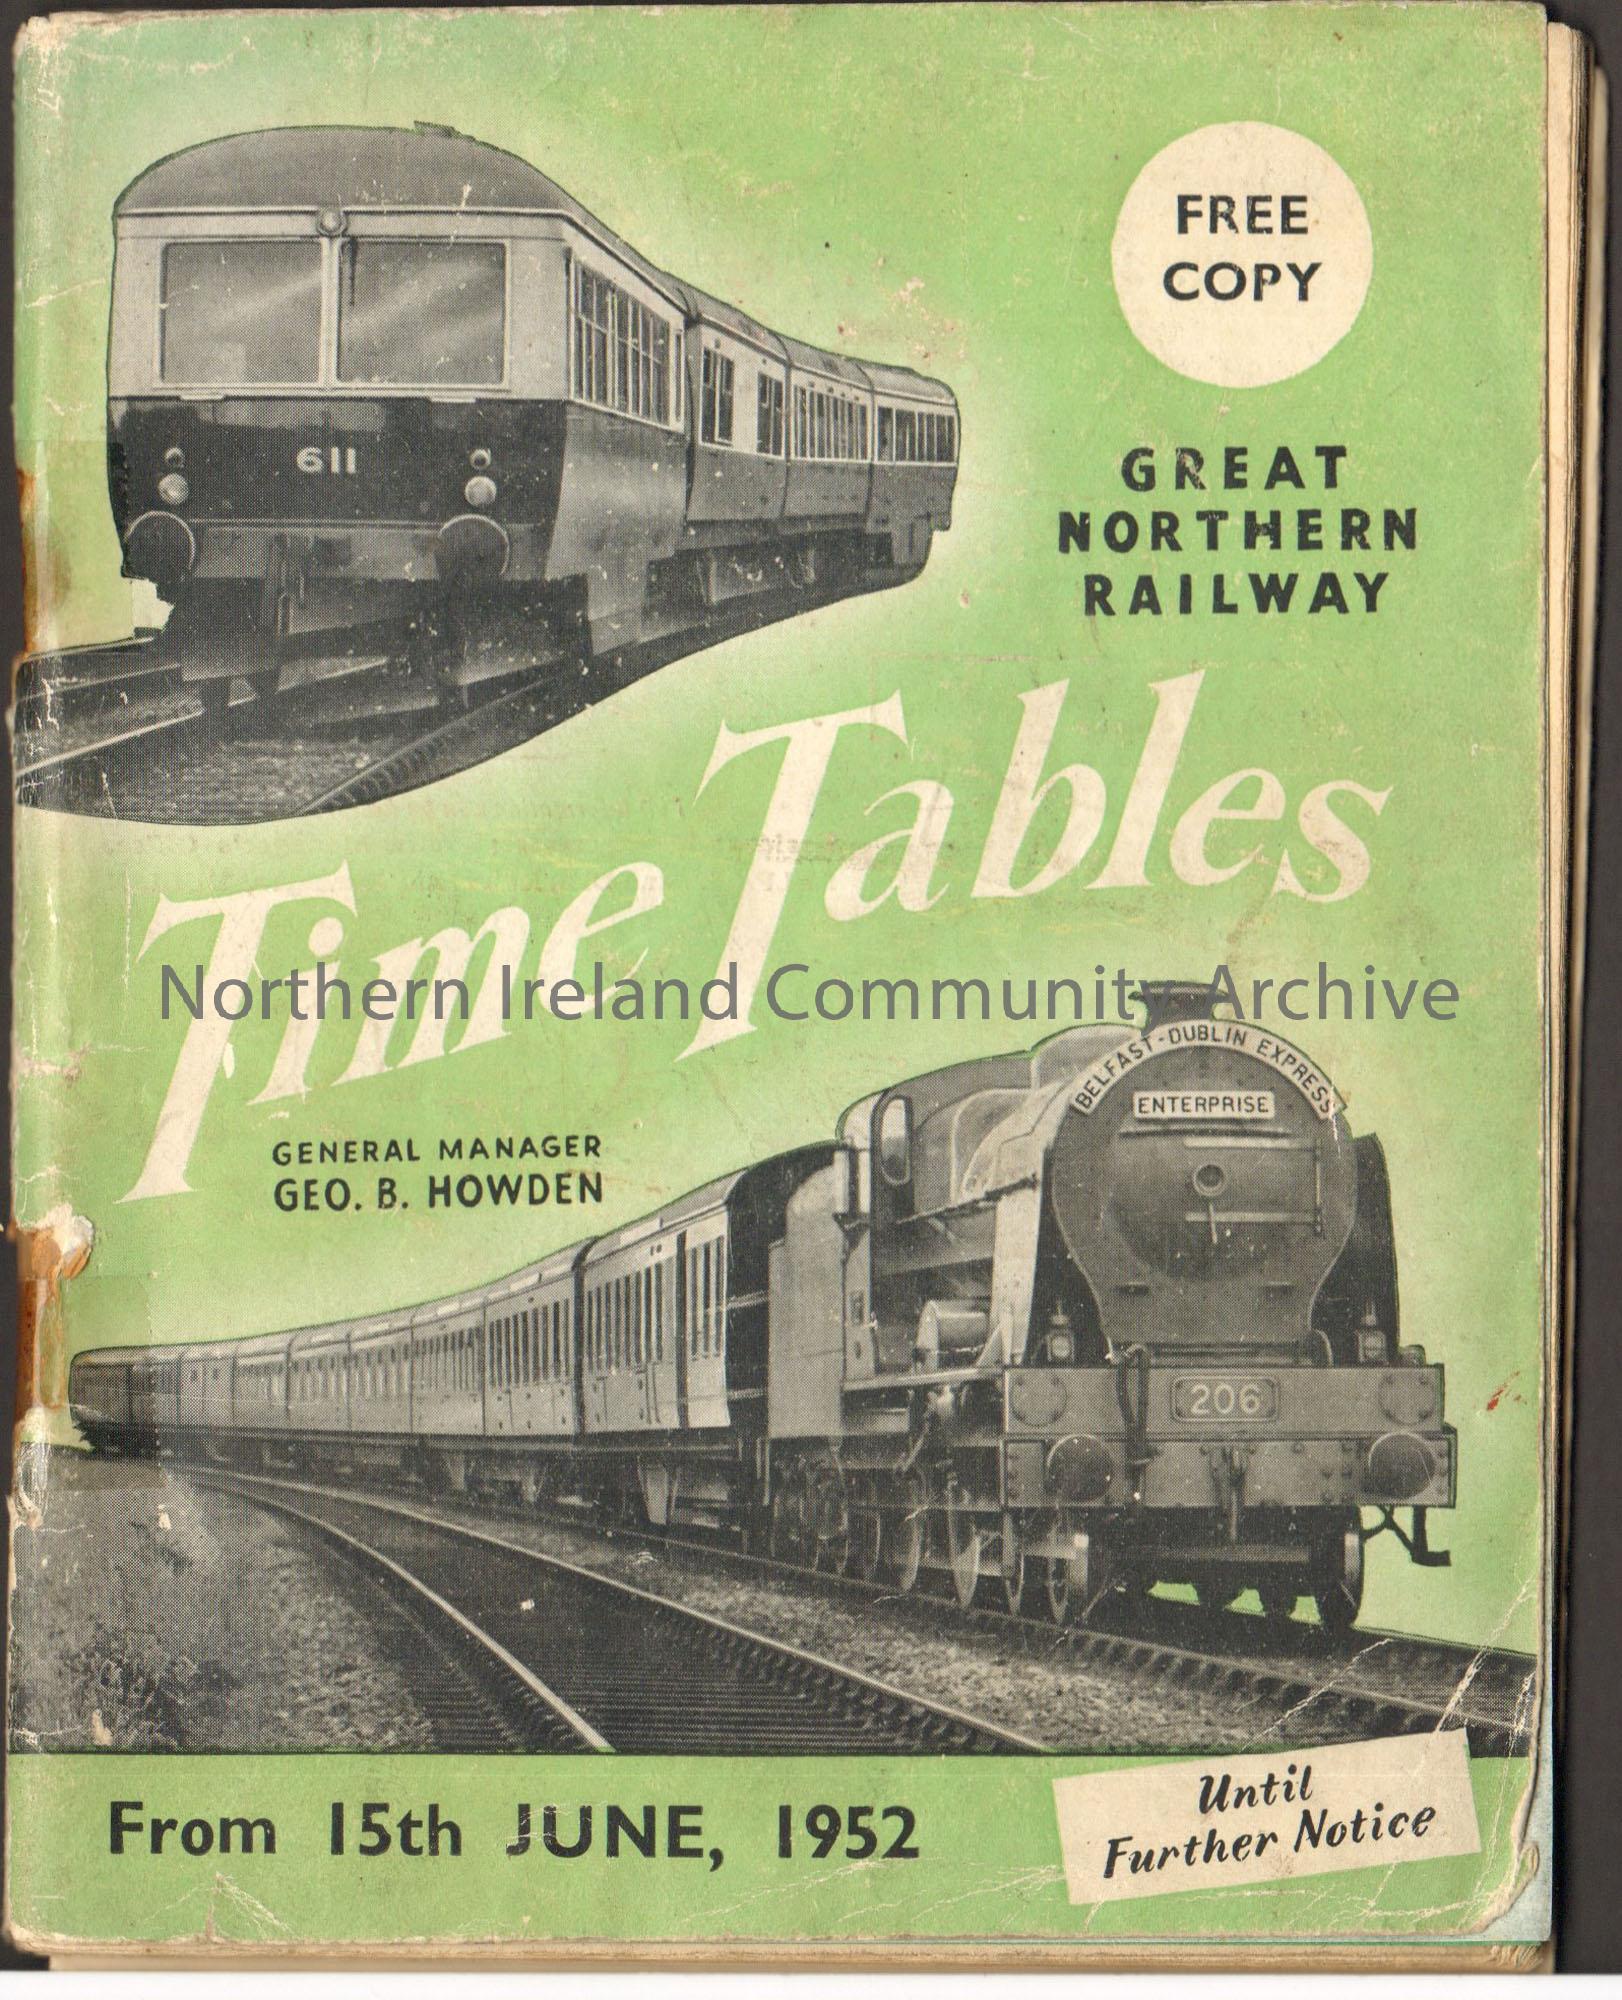 FREE
COPY
611
GREAT
NORTHERN
RAILWAY
Time Tables
Northern Ireland Community Archive
BELFAST-DUBLIN EXPRESS
ENTERPRISE
GENERAL MANAGER
GEO. B. HOWDEN
206
From 15th JUNE, 1952
Until
Further Notice